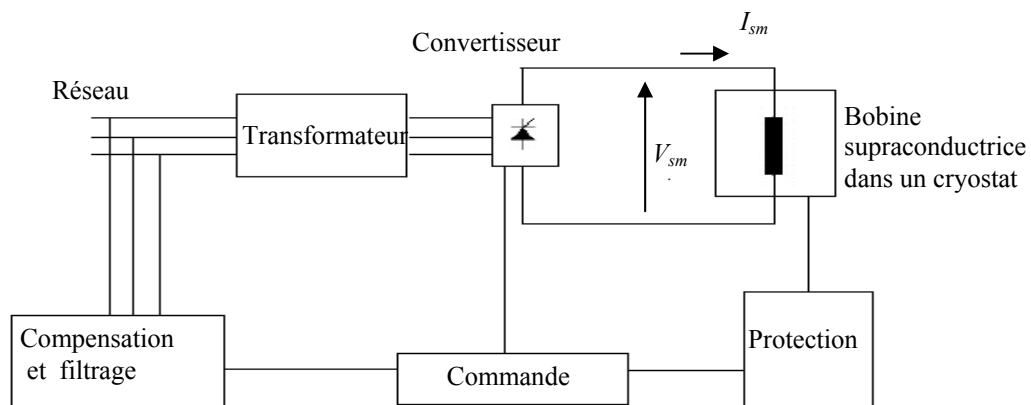 I_sm
Convertisseur
Réseau
Transformateur
V_sm
Bobine
supraconductrice
dans un cryostat
Compensation
et filtrage
Commande
Protection